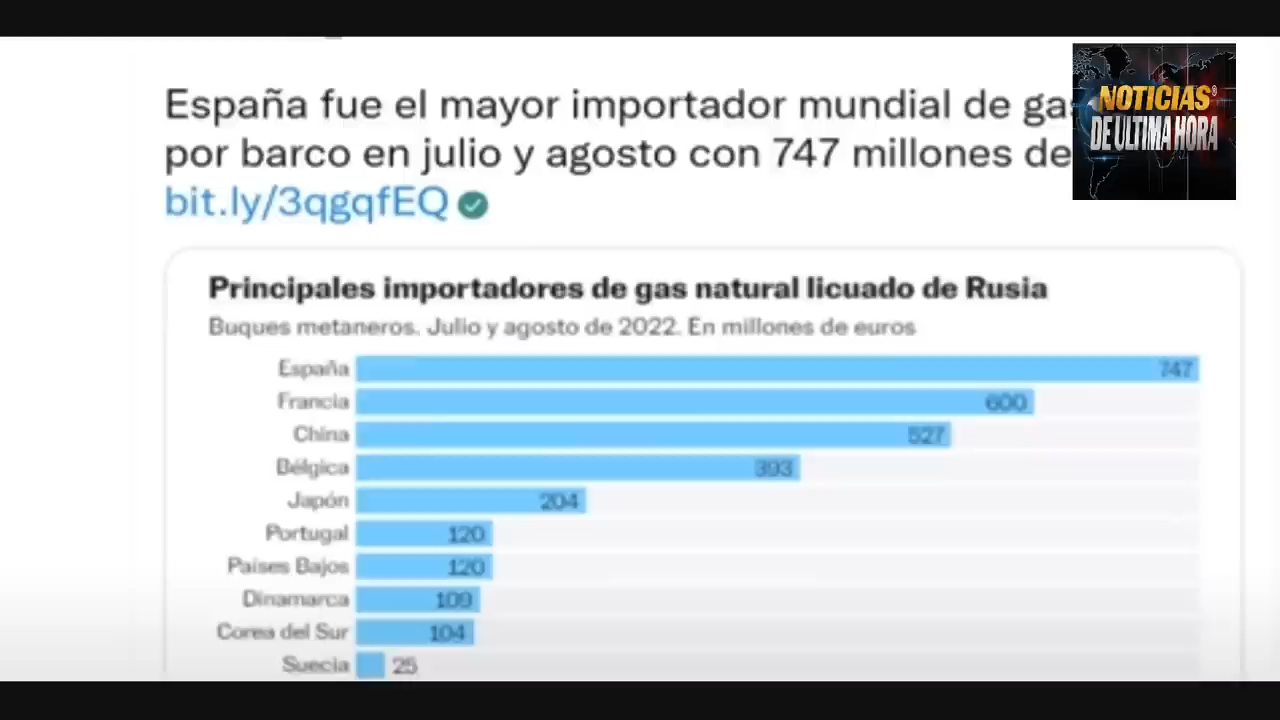 España fue el mayor importador mundial de
por barco en julio y agosto con 747 millones de
bit.ly/3qgqfEQ
NOTICIAS
DE ULTIMA HORA
Principales importadores de gas natural licuado de Rusia
Buques metaneros. Julio y agosto de 2022. En millones de euros
España 747
Francia 600
China 527
Bélgica 393
Japón 204
Portugal 120
Países Bajos 120
Dinamarca 109
Corea del Sur 104
Suecia 25